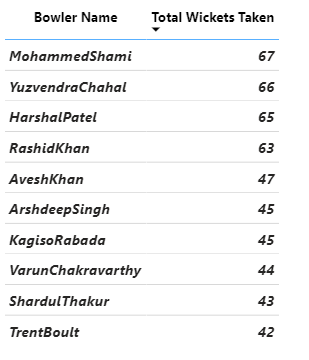 Bowler Name Total Wickets Taken
MohammedShami 67
YuzvendraChahal 66
HarshalPatel 65
RashidKhan 63
AveshKhan 47
ArshdeepSingh 45
KagisoRabada 45
VarunChakravarthy 44
ShardulThakur 43
TrentBoult 42